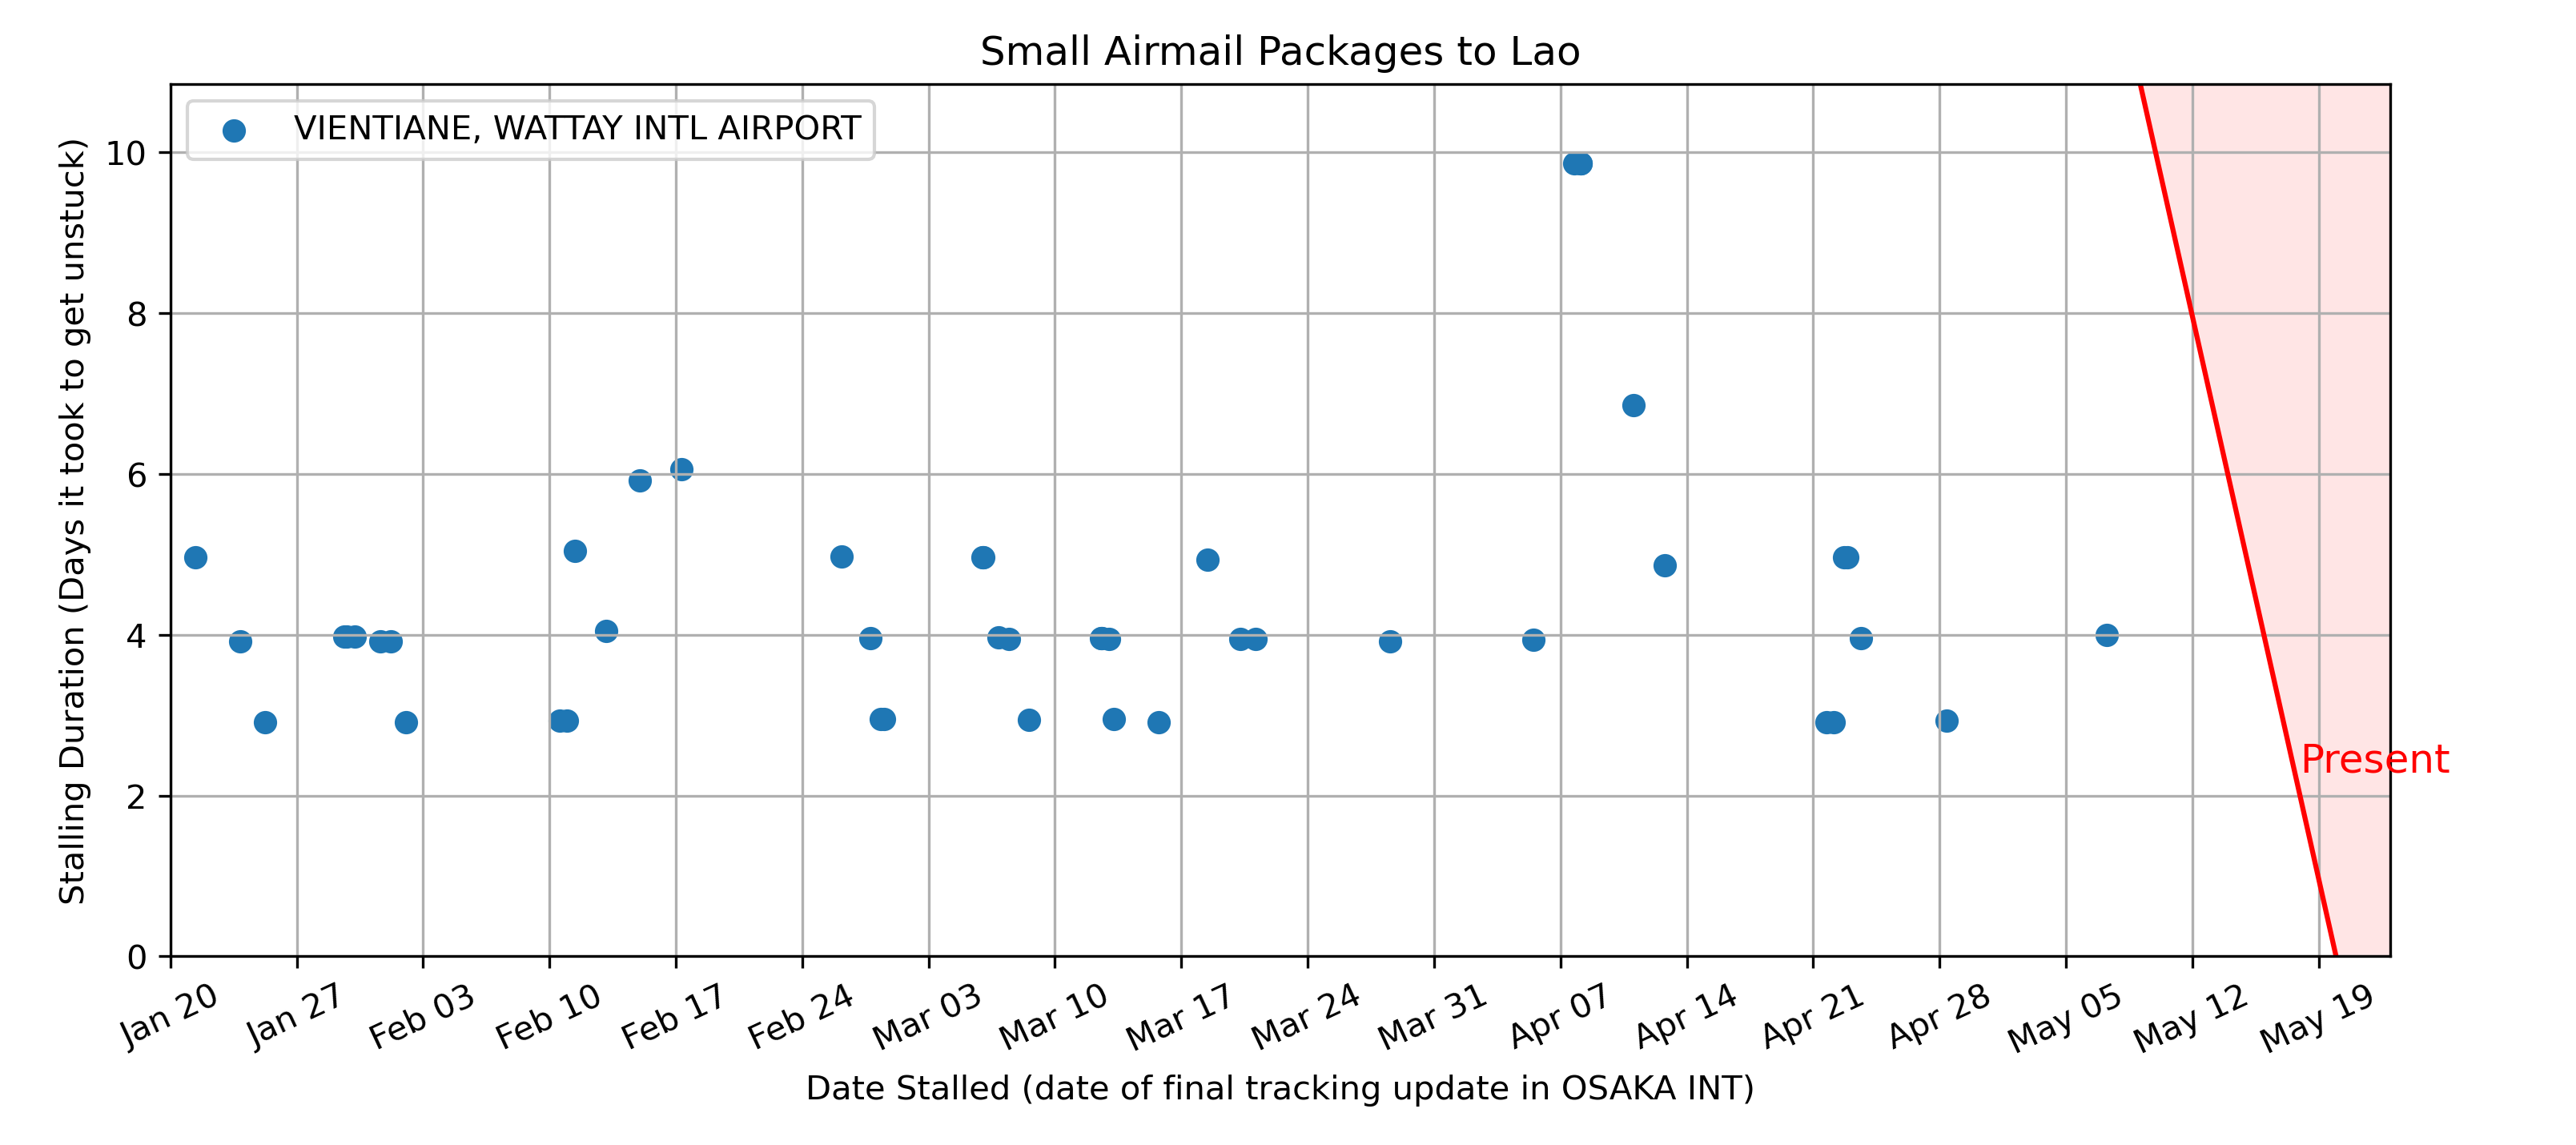 Small Airmail Packages to Lao
VIENTIANE, WATTAY INTL AIRPORT
Stalling Duration (Days it took to get unstuck)
10
8
6
4
2
0
Present
Jan 20
Jan 27
Feb 03
Feb 10
Feb 17
Feb 24
Mar 03
Mar 10
Mar 17
Mar 24
Mar 31
Apr 07
Apr 14
Apr 21
Apr 28
May 05
May 12
May 19
Date Stalled (date of final tracking update in OSAKA INT)